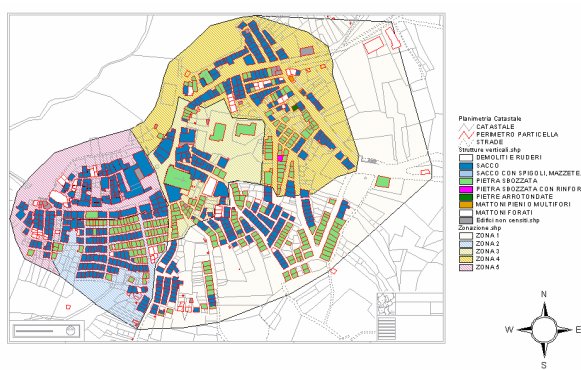 Planimetria Catastale
CATASTALE
PERIMETRO PARTICELLA
STRADE
Strutture verticali.shp
DEMOLITI E RUDERI
SACCO
SACCO CON SPIGOLI, MAZZETE,
PIETRA SBOZZATA
PIETRA SBOZZATA CON RINFOR
PIETRE ARROTONDATE
MATTONI PIENI O MULTIFORI
MATTONI FORATI
Edifici non censiti.shp
Zonazione.shp
ZONA 1
ZONA 2
ZONA 3
ZONA 4
ZONA 5
N
W E
S